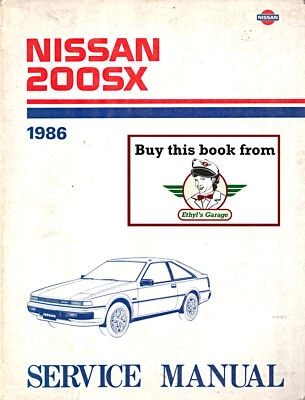 NISSAN
NISSAN
200SX
1986
Buy this book from
Ethyl's Garage
SERVICE MANUAL